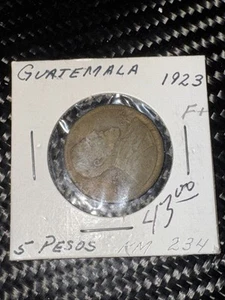 GUATEMALA 1923
F+
43.00
5 PESOS KM 234